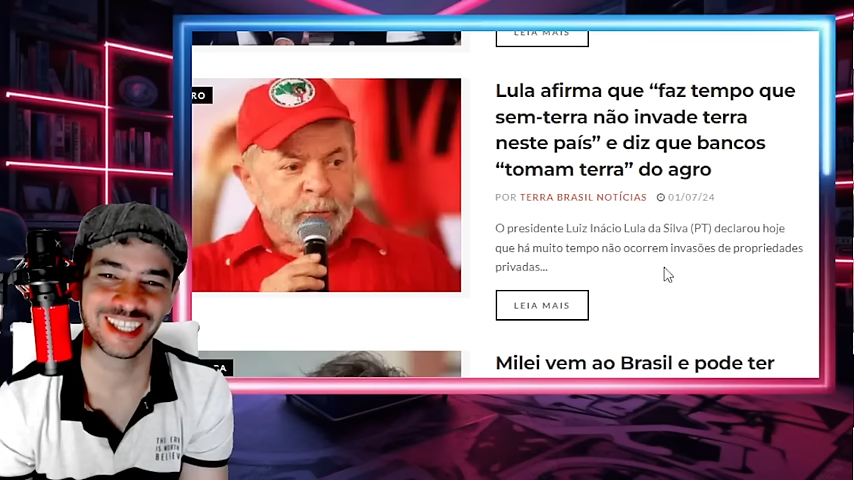 LEIA MAIS
RO
Lula afirma que “faz tempo que
sem-terra não invade terra
neste país” e diz que bancos
“tomam terra” do agro
POR TERRA BRASIL NOTÍCIAS 01/07/24
O presidente Luiz Inácio Lula da Silva (PT) declarou hoje
que há muito tempo não ocorrem invasões de propriedades
privadas...
LEIA MAIS
Milei vem ao Brasil e pode ter
THE
IS
BELIEVE